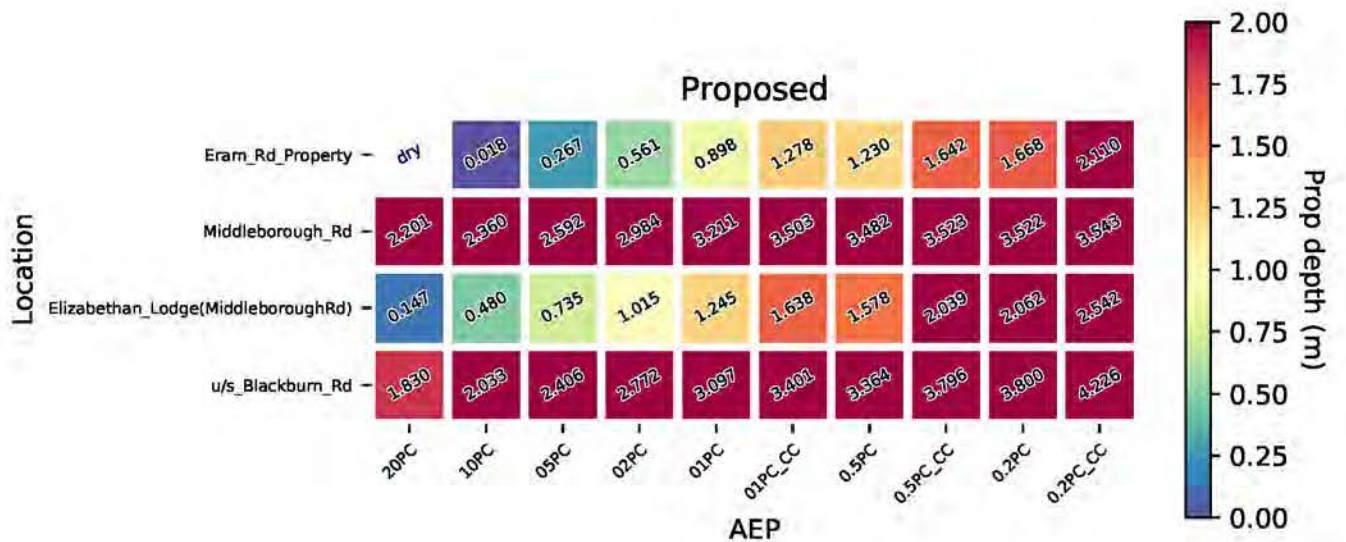 Proposed
Location
Eram_Rd_Property
dry 0.018 0.267 0.561 0.898 1.278 1.230 1.642 1.668 2.110
Middleborough_Rd
2.201 2.360 2.592 2.984 3.211 3.503 3.482 3.523 3.522 3.543
Elizabethan_Lodge(MiddleboroughRd)
0.147 0.480 0.735 1.015 1.245 1.638 1.578 2.039 2.062 2.542
u/s_Blackburn_Rd
1.830 2.033 2.406 2.772 3.097 3.401 3.364 3.796 3.800 4.226
20PC 10PC 05PC 02PC 01PC 01PC_CC 0.5PC 0.5PC_CC 0.2PC 0.2PC_CC
AEP
2.00
1.75
1.50
1.25
1.00
0.75
0.50
0.25
0.00
Prop depth (m)